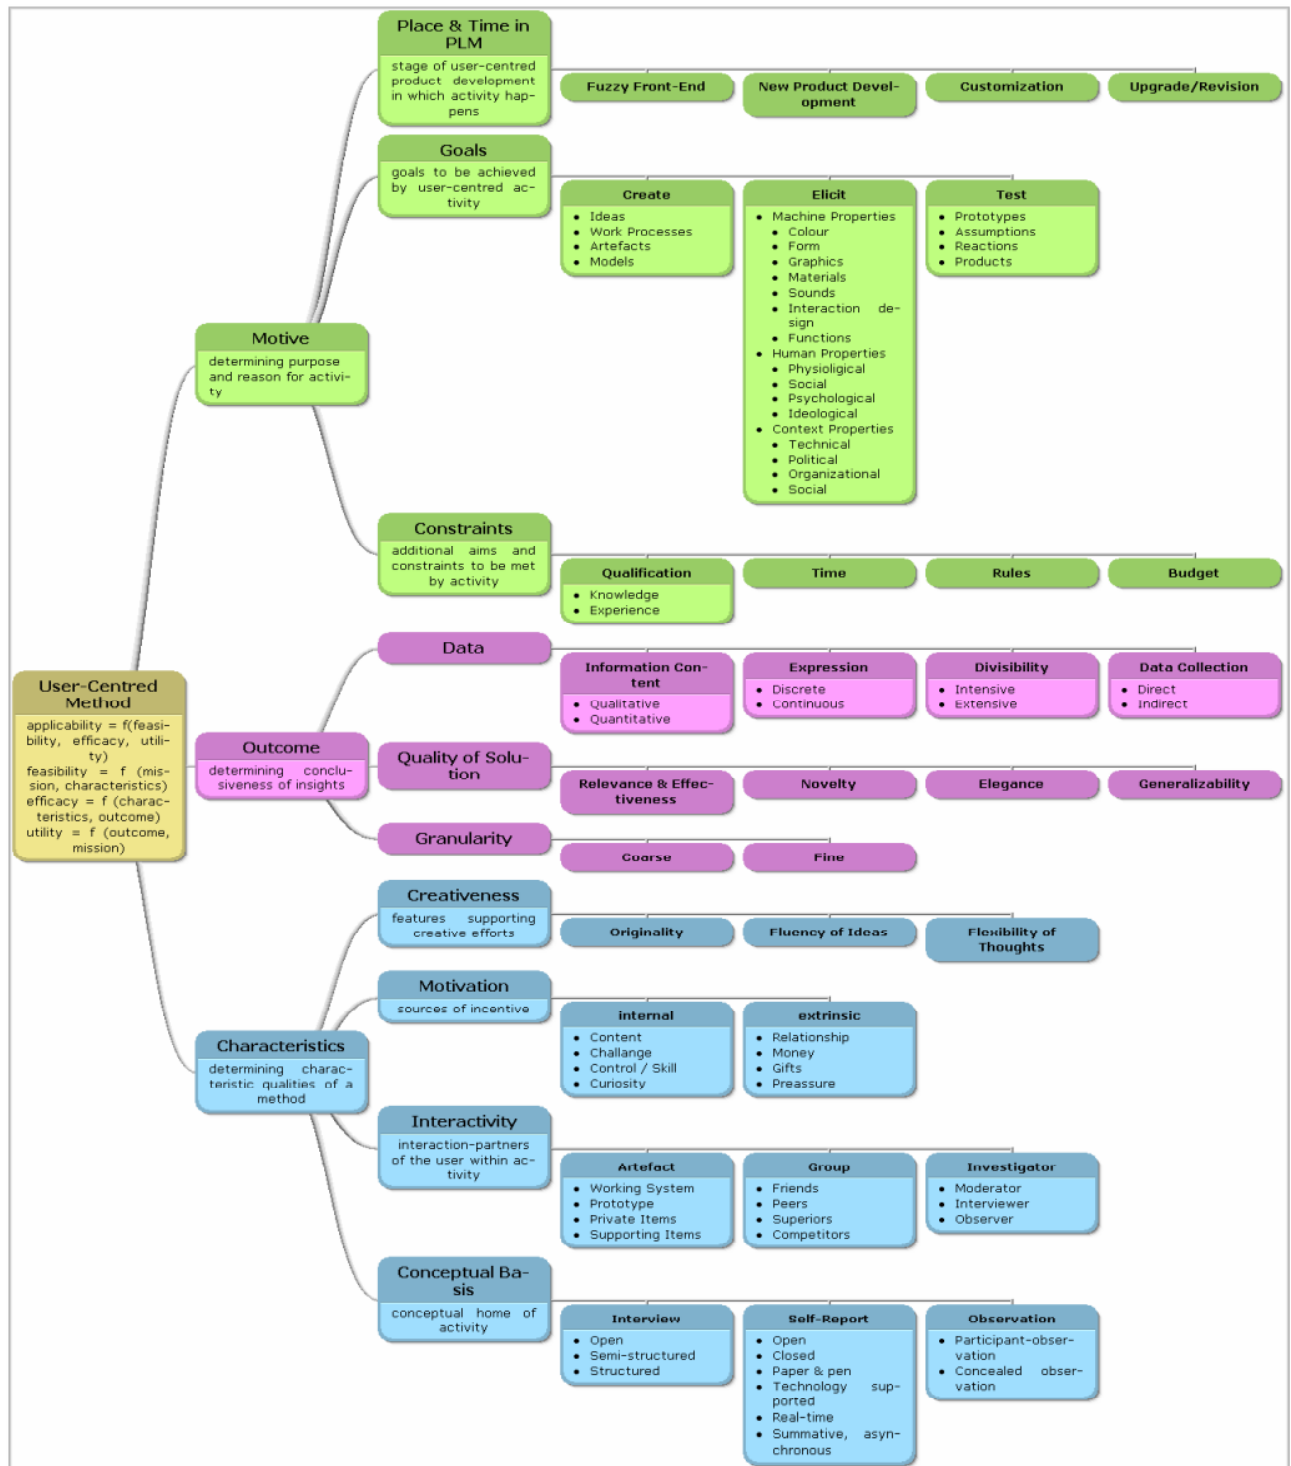 Place & Time in
PLM
stage of user-centred
product development
in which activity hap-
pens
Fuzzy Front-End
New Product Devel-
opment
Customization
Upgrade/Revision
Goals
goals to be achieved
by user-centred ac-
tivity
Create
• Ideas
• Work Processes
• Artefacts
• Models
Elicit
• Machine Properties
• Colour
• Form
• Graphics
• Materials
• Sounds
• Interaction de-
sign
• Functions
• Human Properties
• Physioligical
• Social
• Psychological
• Ideological
• Context Properties
• Technical
• Political
• Organizational
• Social
Test
• Prototypes
• Assumptions
• Reactions
• Products
Motive
determining purpose
and reason for activi-
ty
Constraints
additional aims and
constraints to be met
by activity
Qualification
• Knowledge
• Experience
Time
Rules
Budget
User-Centred
Method
applicability = f(feasi-
bility, efficacy, utili-
ty)
feasibility = f (mis-
sion, characteristics)
efficacy = f (charac-
teristics, outcome)
utility = f (outcome,
mission)
Outcome
determining conclu-
siveness of insights
Data
Information Con-
tent
• Qualitative
• Quantitative
Expression
• Discrete
• Continuous
Divisibility
• Intensive
• Extensive
Data Collection
• Direct
• Indirect
Quality of Solu-
tion
Relevance & Effec-
tiveness
Novelty
Elegance
Generalizability
Granularity
Coarse
Fine
Characteristics
determining charac-
teristic qualities of a
method
Creativeness
features supporting
creative efforts
Originality
Fluency of Ideas
Flexibility of
Thoughts
Motivation
sources of incentive
internal
• Content
• Challange
• Control / Skill
• Curiosity
extrinsic
• Relationship
• Money
• Gifts
• Preassure
Interactivity
interaction-partners
of the user within ac-
tivity
Artefact
• Working System
• Prototype
• Private Items
• Supporting Items
Group
• Friends
• Peers
• Superiors
• Competitors
Investigator
• Moderator
• Interviewer
• Observer
Conceptual Ba-
sis
conceptual home of
activity
Interview
• Open
• Semi-structured
• Structured
Self-Report
• Open
• Closed
• Paper & pen
• Technology sup-
ported
• Real-time
• Summative, asyn-
chronous
Observation
• Participant-obser-
vation
• Concealed obser-
vation